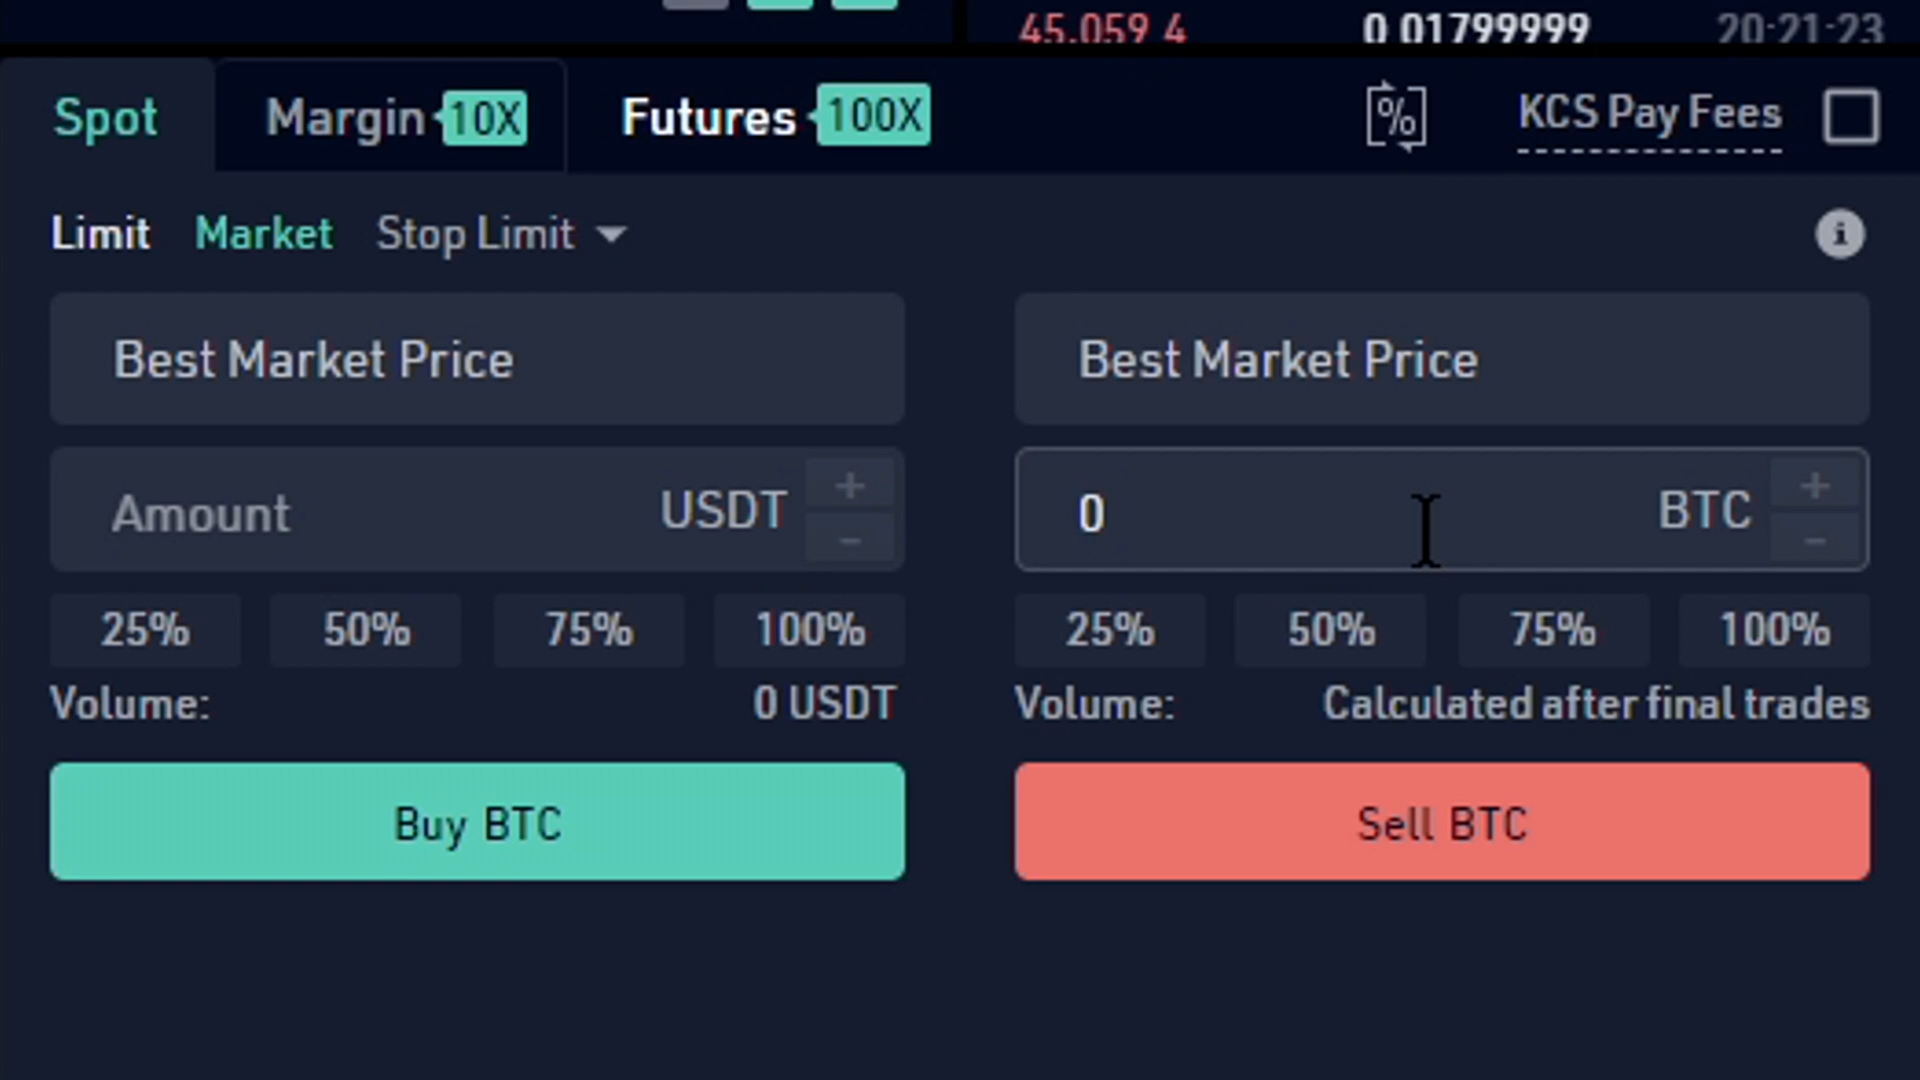 45,059.4 0.01799999 20:21:23
Spot Margin 10X Futures 100X % KCS Pay Fees
Limit Market Stop Limit i
Best Market Price Best Market Price
Amount USDT + - 0 BTC + -
25% 50% 75% 100% 25% 50% 75% 100%
Volume: 0 USDT Volume: Calculated after final trades
Buy BTC Sell BTC